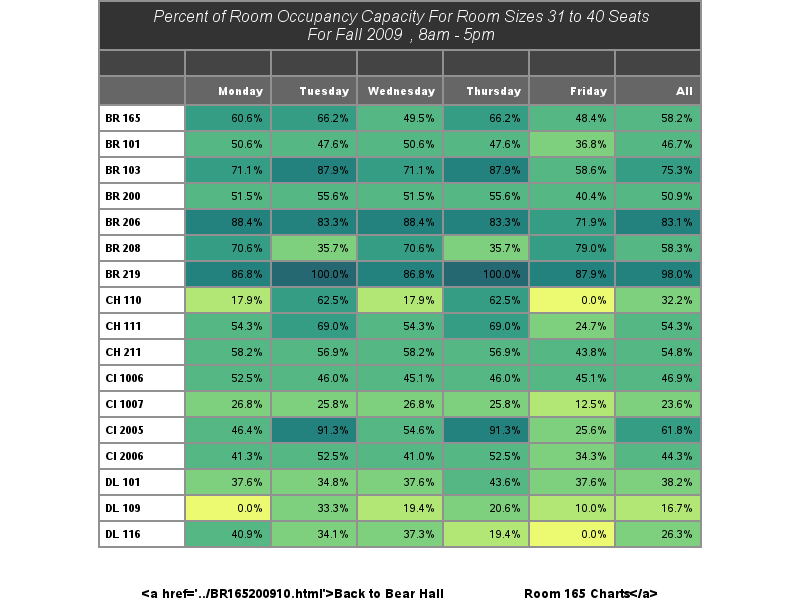 Percent of Room Occupancy Capacity For Room Sizes 31 to 40 Seats
For Fall 2009 , 8am - 5pm
Monday Tuesday Wednesday Thursday Friday All
BR 165 60.6% 66.2% 49.5% 66.2% 48.4% 58.2%
BR 101 50.6% 47.6% 50.6% 47.6% 36.8% 46.7%
BR 103 71.1% 87.9% 71.1% 87.9% 58.6% 75.3%
BR 200 51.5% 55.6% 51.5% 55.6% 40.4% 50.9%
BR 206 88.4% 83.3% 88.4% 83.3% 71.9% 83.1%
BR 208 70.6% 35.7% 70.6% 35.7% 79.0% 58.3%
BR 219 86.8% 100.0% 86.8% 100.0% 87.9% 98.0%
CH 110 17.9% 62.5% 17.9% 62.5% 0.0% 32.2%
CH 111 54.3% 69.0% 54.3% 69.0% 24.7% 54.3%
CH 211 58.2% 56.9% 58.2% 56.9% 43.8% 54.8%
CI 1006 52.5% 46.0% 45.1% 46.0% 45.1% 46.9%
CI 1007 26.8% 25.8% 26.8% 25.8% 12.5% 23.6%
CI 2005 46.4% 91.3% 54.6% 91.3% 25.6% 61.8%
CI 2006 41.3% 52.5% 41.0% 52.5% 34.3% 44.3%
DL 101 37.6% 34.8% 37.6% 43.6% 37.6% 38.2%
DL 109 0.0% 33.3% 19.4% 20.6% 10.0% 16.7%
DL 116 40.9% 34.1% 37.3% 19.4% 0.0% 26.3%
<a href='../BR165200910.html'>Back to Bear Hall Room 165 Charts</a>